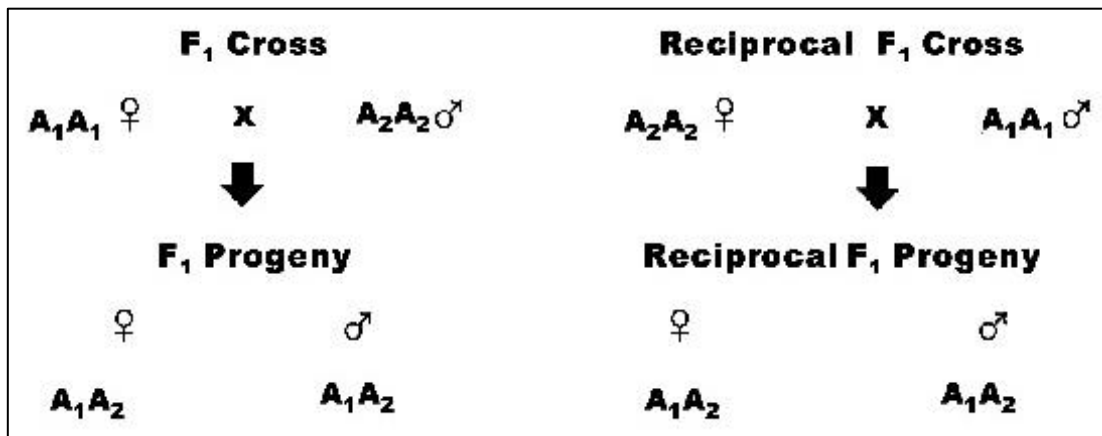 F₁ Cross
A₁A₁ ♀ X A₂A₂ ♂
F₁ Progeny
♀ ♂
A₁A₂ A₁A₂
Reciprocal F₁ Cross
A₂A₂ ♀ X A₁A₁ ♂
Reciprocal F₁ Progeny
♀ ♂
A₁A₂ A₁A₂